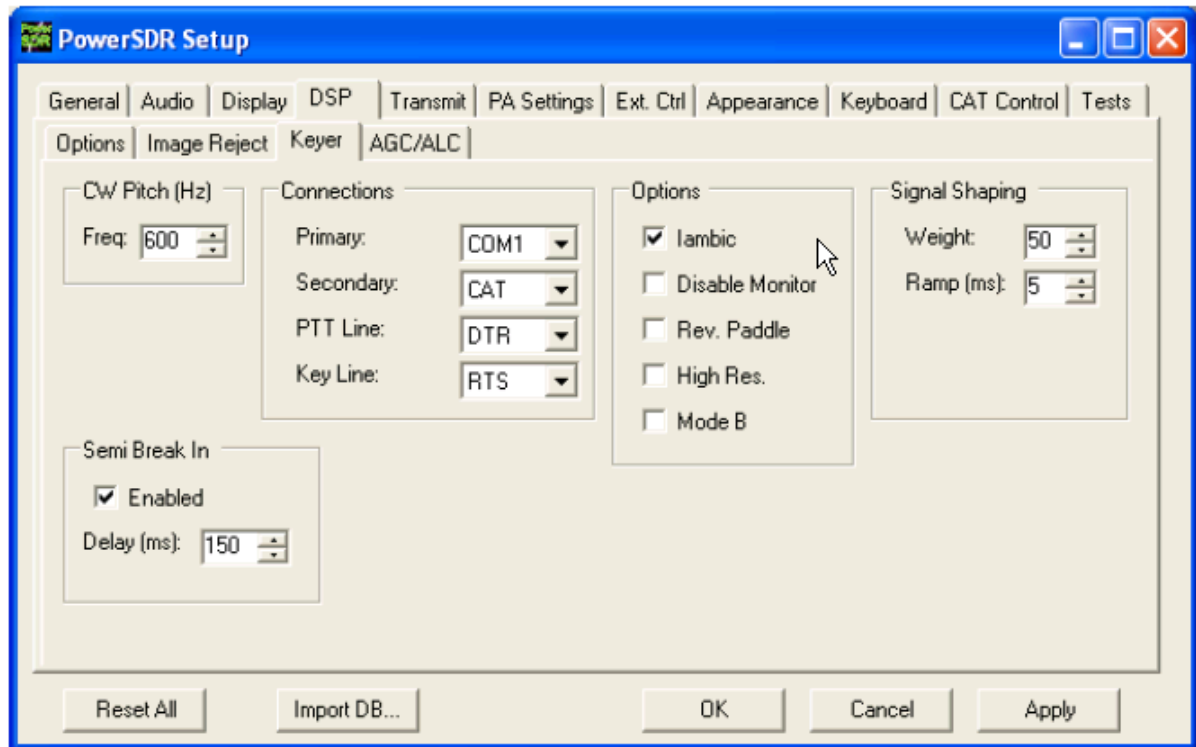 PowerSDR Setup
General Audio Display DSP Transmit PA Settings Ext. Ctrl Appearance Keyboard CAT Control Tests
Options Image Reject Keyer AGC/ALC
CW Pitch (Hz)
Freq: 600
Connections
Primary: COM1
Secondary: CAT
PTT Line: DTR
Key Line: RTS
Options
Iambic
Disable Monitor
Rev. Paddle
High Res.
Mode B
Signal Shaping
Weight: 50
Ramp (ms): 5
Semi Break In
Enabled
Delay (ms): 150
Reset All Import DB... OK Cancel Apply